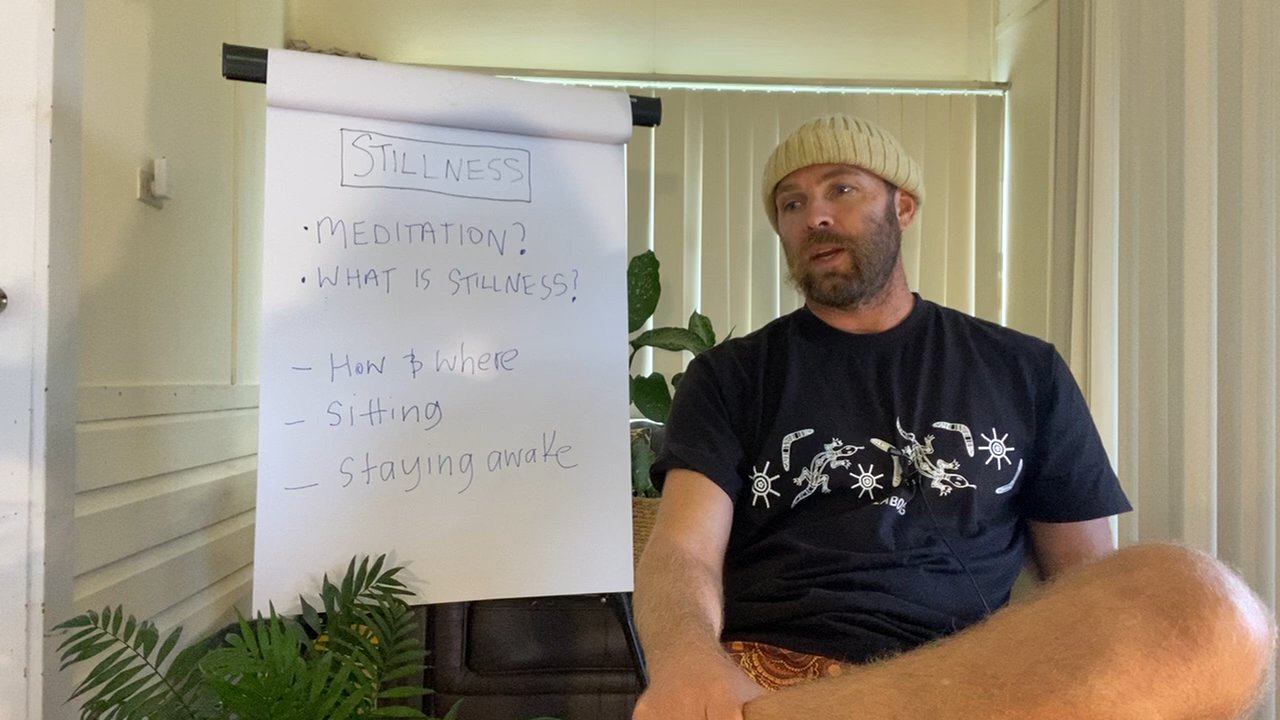 STILLNESS
• MEDITATION?
• WHAT IS STILLNESS?
– How & where
– Sitting
– staying awake